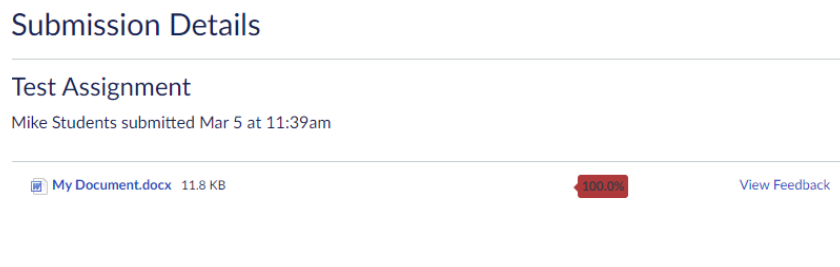 Submission Details
Test Assignment
Mike Students submitted Mar 5 at 11:39am
My Document.docx 11.8 KB 100.0% View Feedback